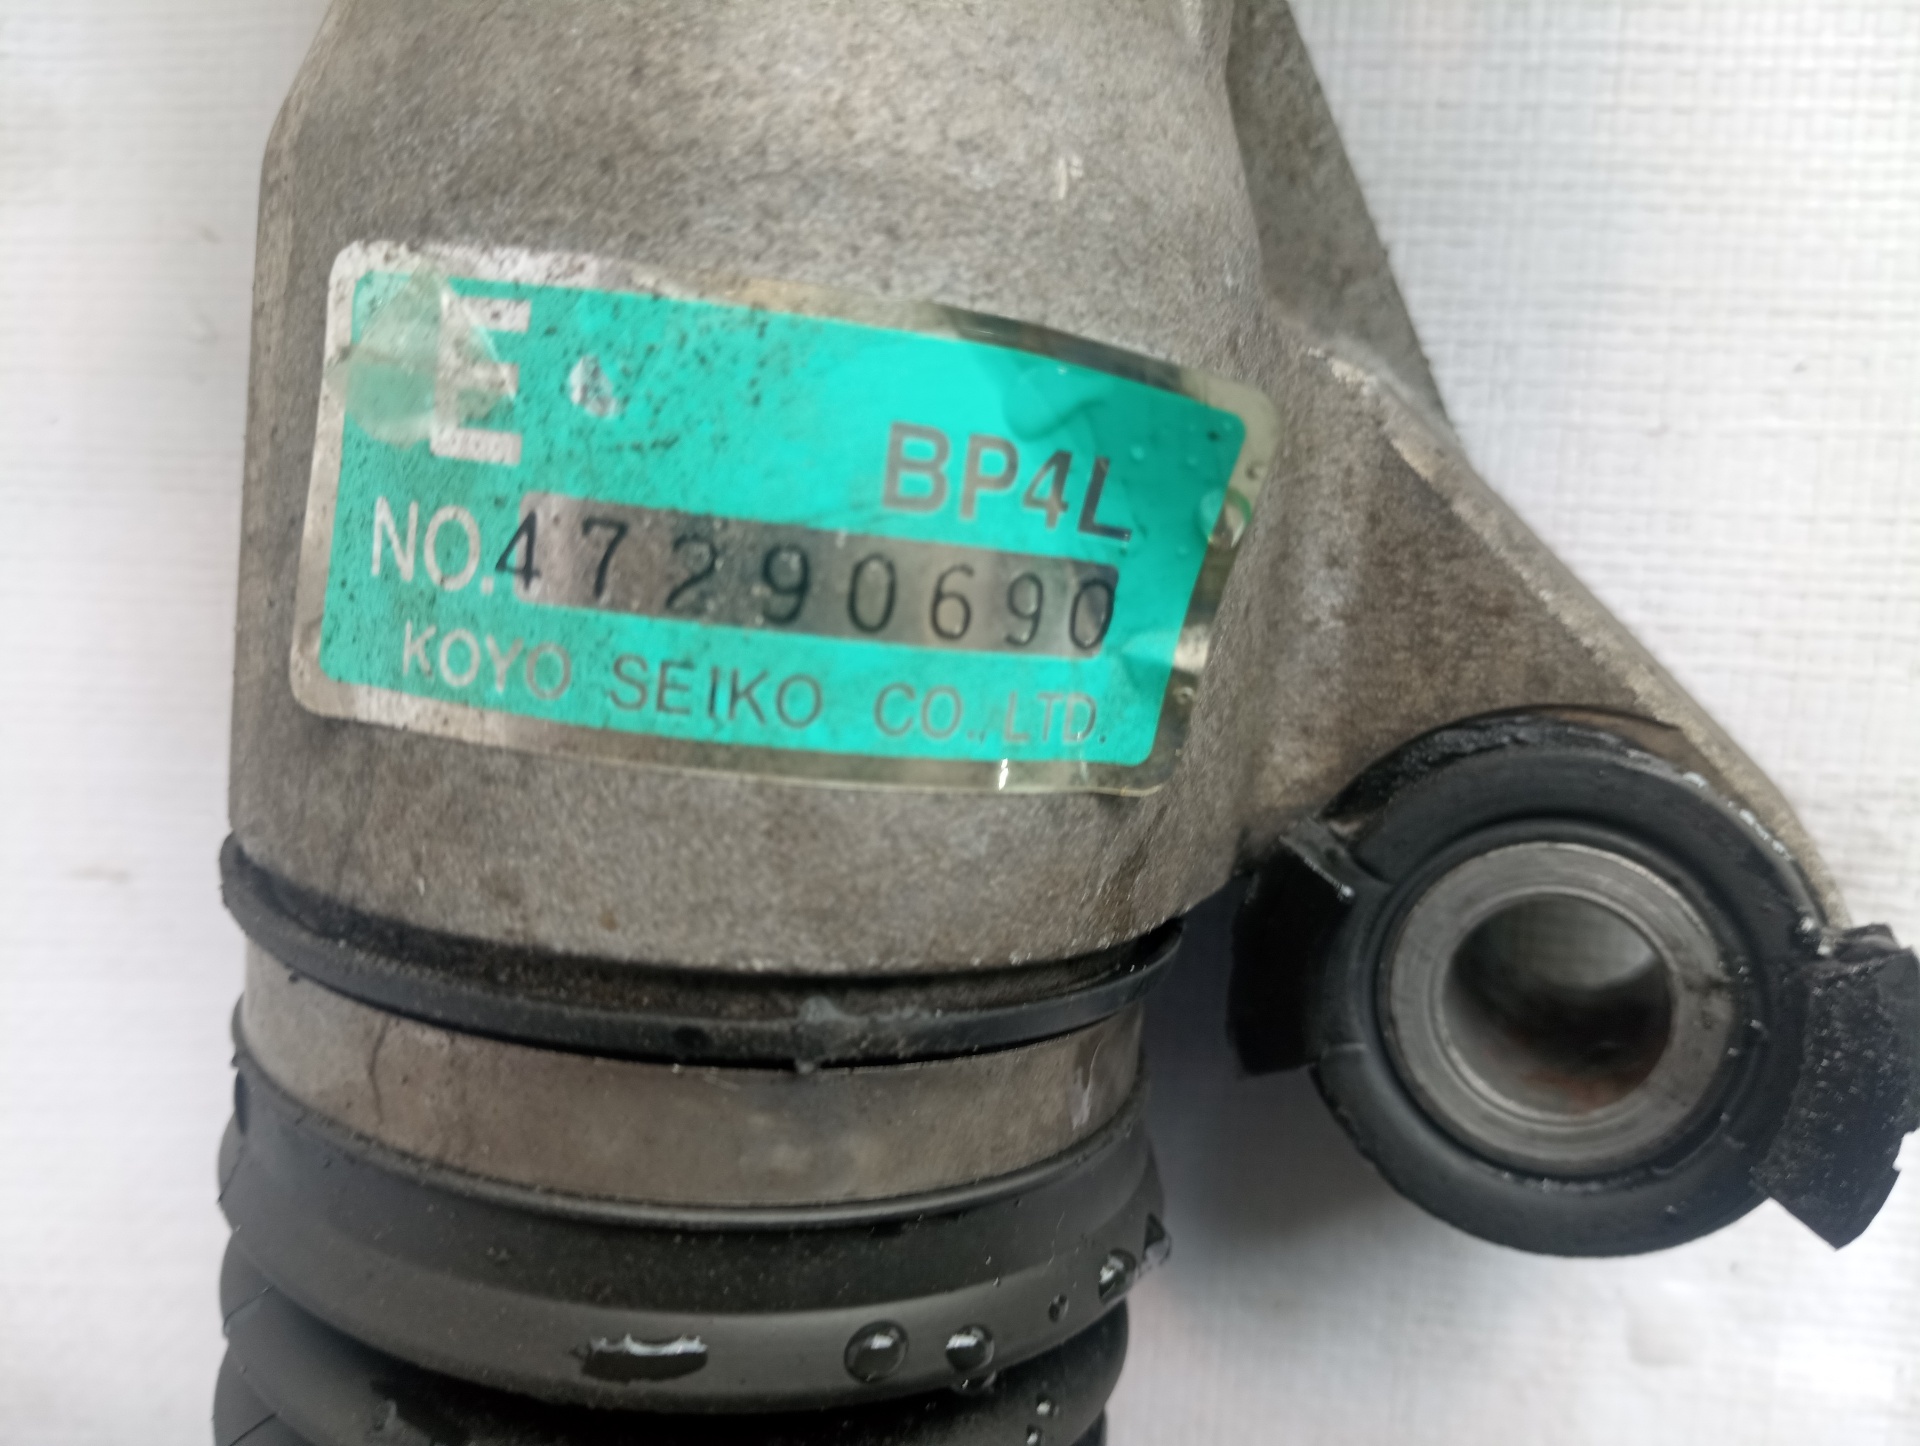 E
BP4L
NO.47290690
KOYO SEIKO CO.,LTD.